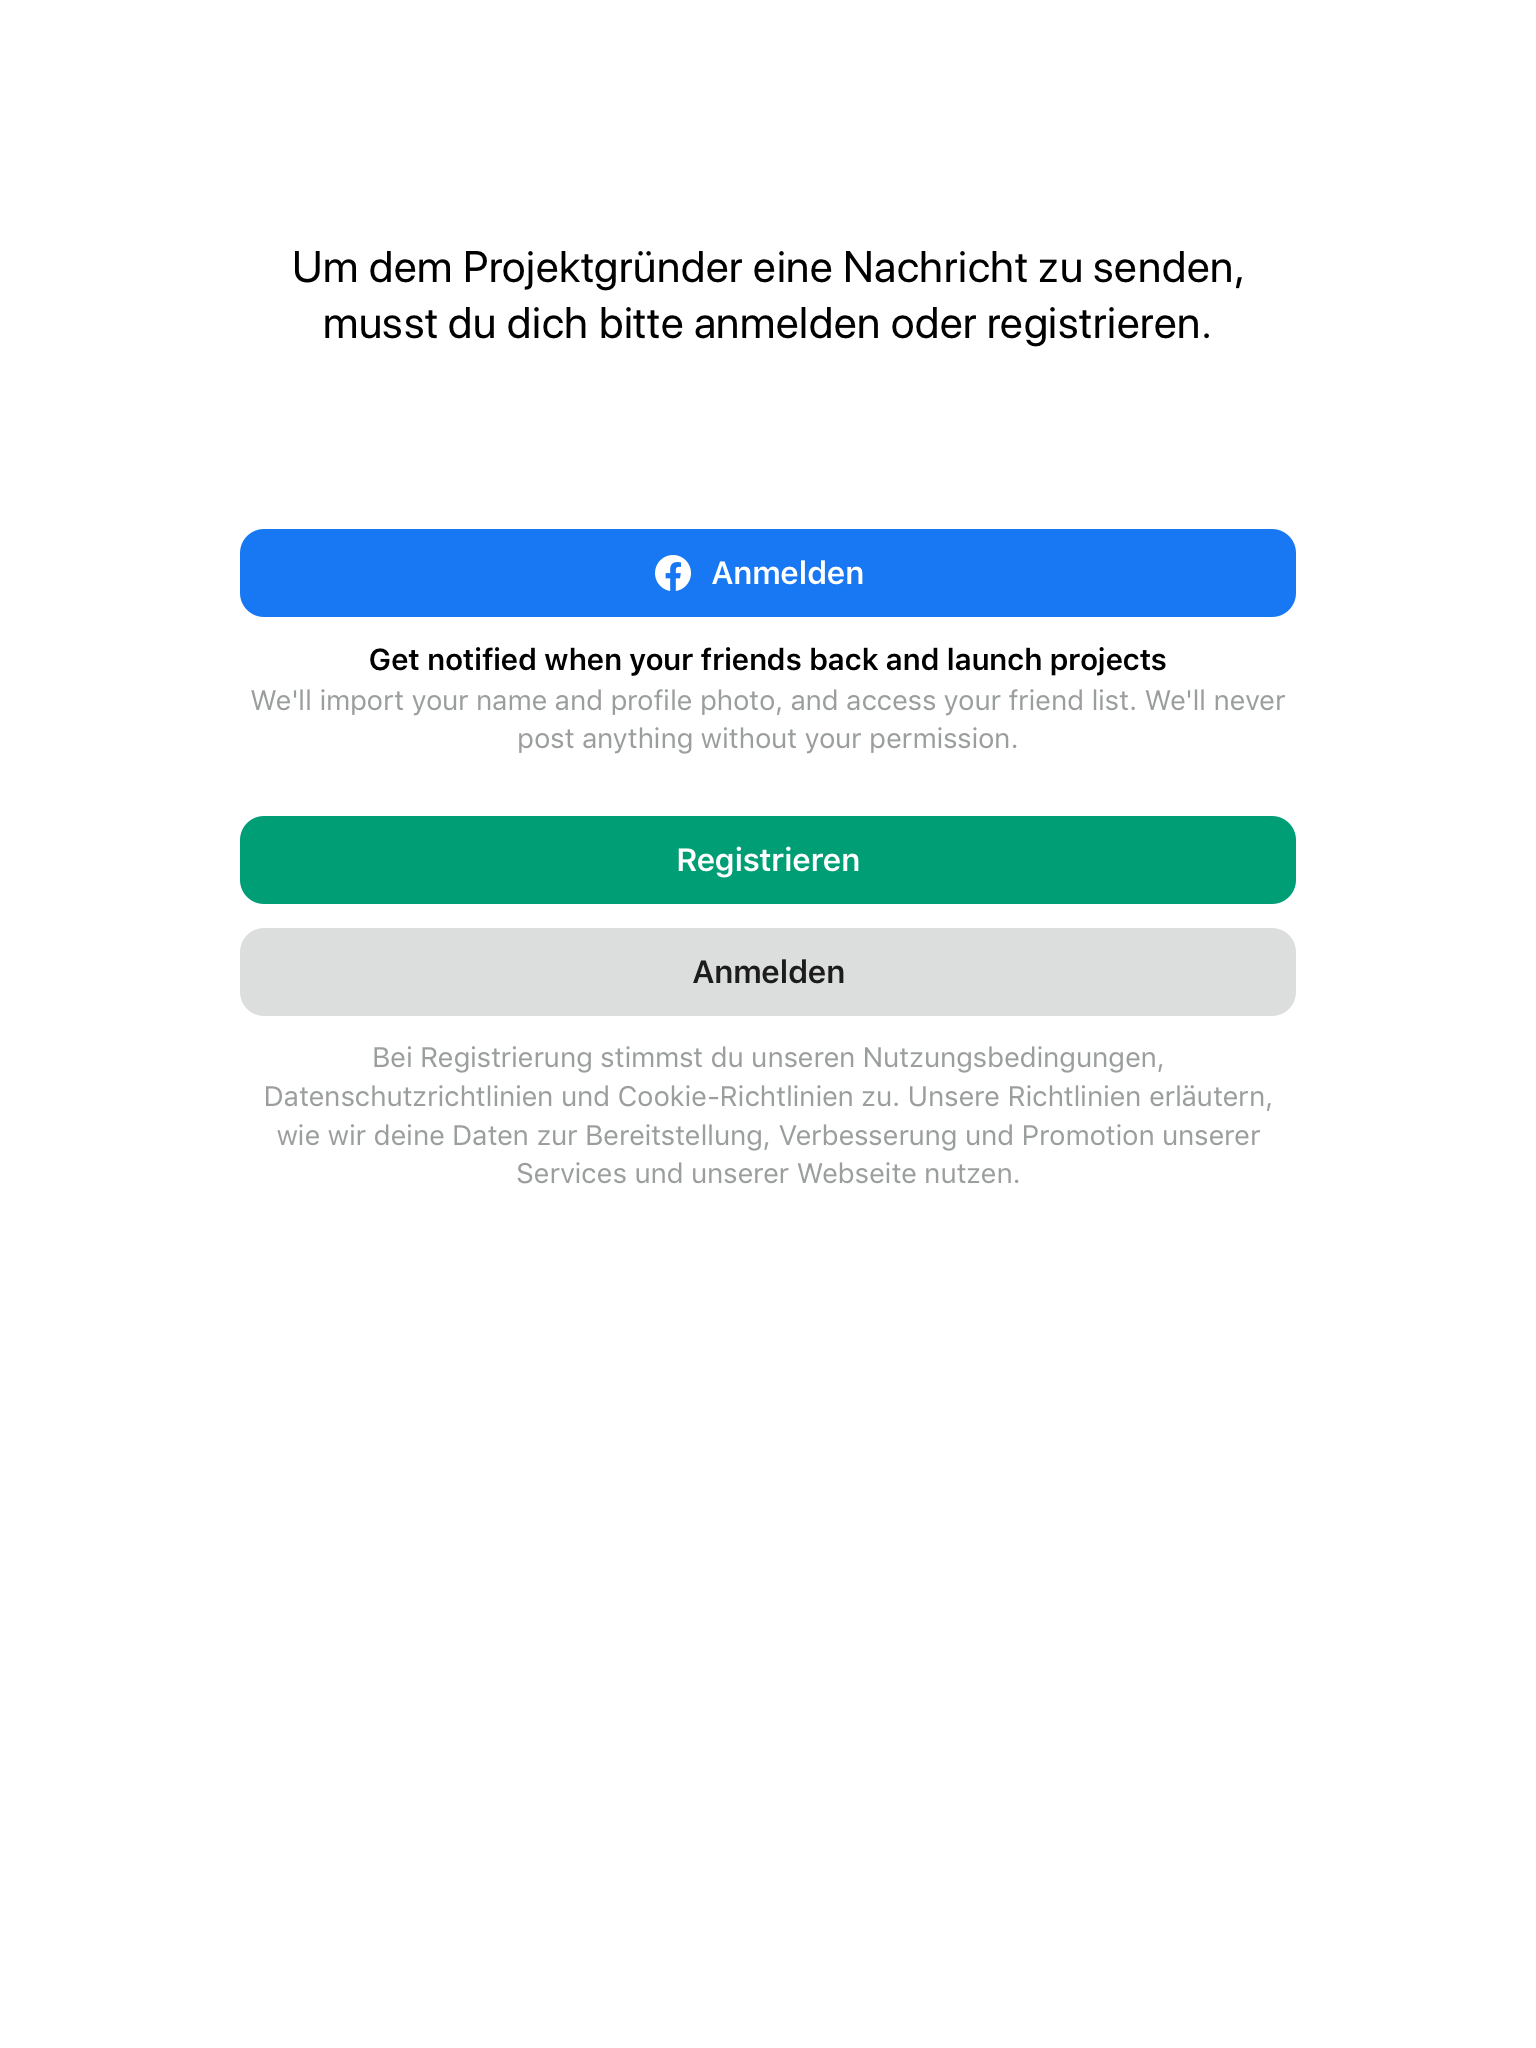 Um dem Projektgründer eine Nachricht zu senden,
musst du dich bitte anmelden oder registrieren.
Anmelden
Get notified when your friends back and launch projects
We'll import your name and profile photo, and access your friend list. We'll never
post anything without your permission.
Registrieren
Anmelden
Bei Registrierung stimmst du unseren Nutzungsbedingungen,
Datenschutzrichtlinien und Cookie-Richtlinien zu. Unsere Richtlinien erläutern,
wie wir deine Daten zur Bereitstellung, Verbesserung und Promotion unserer
Services und unserer Webseite nutzen.